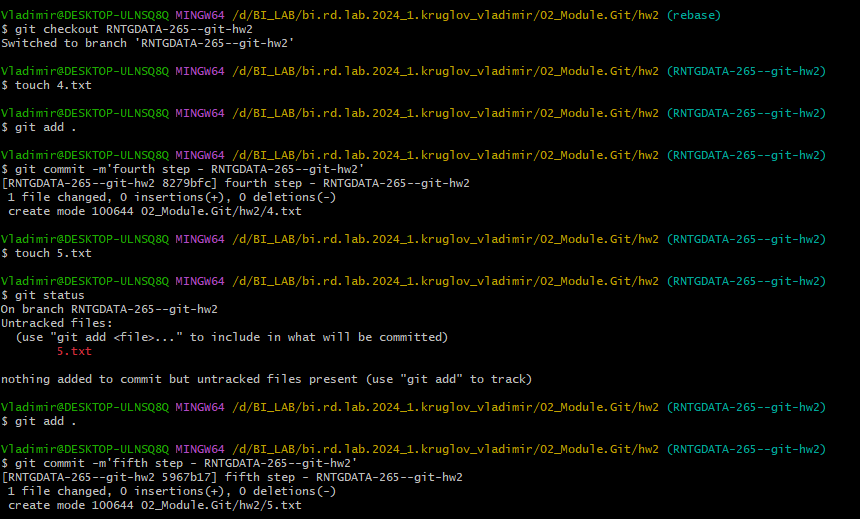 Vladimir@DESKTOP-ULNSQ8Q MINGW64 /d/BI_LAB/bi.rd.lab.2024_1.kruglov_vladimir/02_Module.Git/hw2 (rebase)
$ git checkout RNTGDATA-265--git-hw2
Switched to branch 'RNTGDATA-265--git-hw2'
Vladimir@DESKTOP-ULNSQ8Q MINGW64 /d/BI_LAB/bi.rd.lab.2024_1.kruglov_vladimir/02_Module.Git/hw2 (RNTGDATA-265--git-hw2)
$ touch 4.txt
Vladimir@DESKTOP-ULNSQ8Q MINGW64 /d/BI_LAB/bi.rd.lab.2024_1.kruglov_vladimir/02_Module.Git/hw2 (RNTGDATA-265--git-hw2)
$ git add .
Vladimir@DESKTOP-ULNSQ8Q MINGW64 /d/BI_LAB/bi.rd.lab.2024_1.kruglov_vladimir/02_Module.Git/hw2 (RNTGDATA-265--git-hw2)
$ git commit -m'fourth step - RNTGDATA-265--git-hw2'
[RNTGDATA-265--git-hw2 8279bfc] fourth step - RNTGDATA-265--git-hw2
1 file changed, 0 insertions(+), 0 deletions(-)
create mode 100644 02_Module.Git/hw2/4.txt
Vladimir@DESKTOP-ULNSQ8Q MINGW64 /d/BI_LAB/bi.rd.lab.2024_1.kruglov_vladimir/02_Module.Git/hw2 (RNTGDATA-265--git-hw2)
$ touch 5.txt
Vladimir@DESKTOP-ULNSQ8Q MINGW64 /d/BI_LAB/bi.rd.lab.2024_1.kruglov_vladimir/02_Module.Git/hw2 (RNTGDATA-265--git-hw2)
$ git status
On branch RNTGDATA-265--git-hw2
Untracked files:
(use "git add <file>..." to include in what will be committed)
5.txt
nothing added to commit but untracked files present (use "git add" to track)
Vladimir@DESKTOP-ULNSQ8Q MINGW64 /d/BI_LAB/bi.rd.lab.2024_1.kruglov_vladimir/02_Module.Git/hw2 (RNTGDATA-265--git-hw2)
$ git add .
Vladimir@DESKTOP-ULNSQ8Q MINGW64 /d/BI_LAB/bi.rd.lab.2024_1.kruglov_vladimir/02_Module.Git/hw2 (RNTGDATA-265--git-hw2)
$ git commit -m'fifth step - RNTGDATA-265--git-hw2'
[RNTGDATA-265--git-hw2 5967b17] fifth step - RNTGDATA-265--git-hw2
1 file changed, 0 insertions(+), 0 deletions(-)
create mode 100644 02_Module.Git/hw2/5.txt